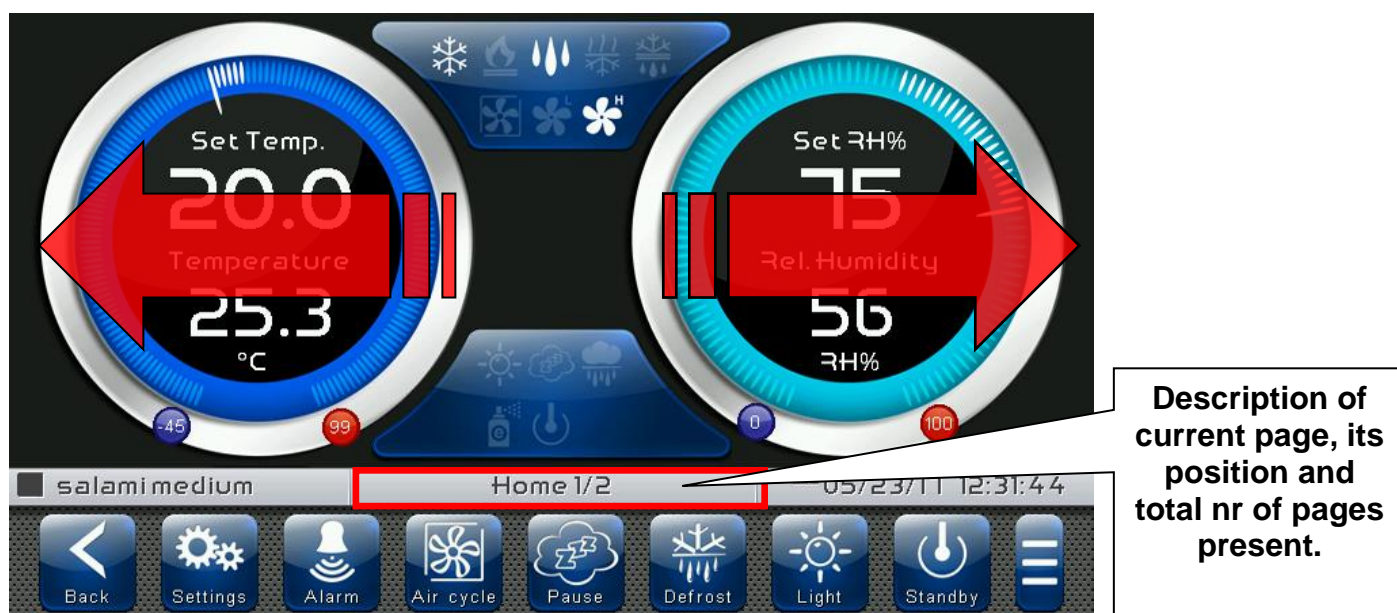 L H
Set Temp.
20.0
Temperature
25.3
°C
-45 99
Set RH%
75
Rel. Humidity
56
RH%
0 100
zzz
e
salami medium
Home 1/2
05/23/11 12:31:44
Back
Settings
Alarm
Air cycle
zzz
Pause
Defrost
Light
Standby
Description of
current page, its
position and
total nr of pages
present.